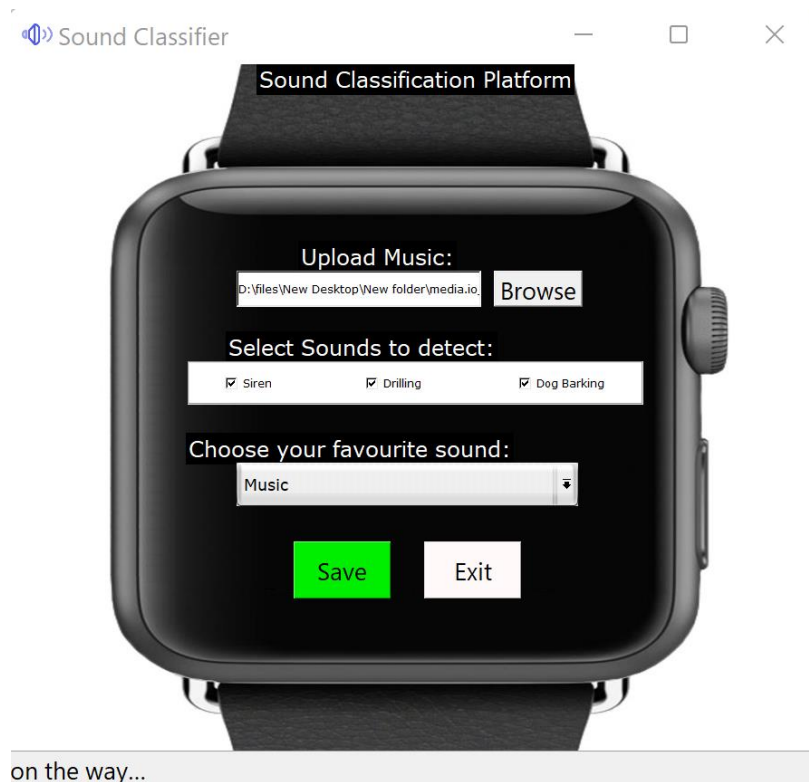 Sound Classifier
Sound Classification Platform
Upload Music:
D:\files\New Desktop\New folder\media.io_
Browse
Select Sounds to detect:
Siren Drilling Dog Barking
Choose your favourite sound:
Music
Save Exit
on the way...